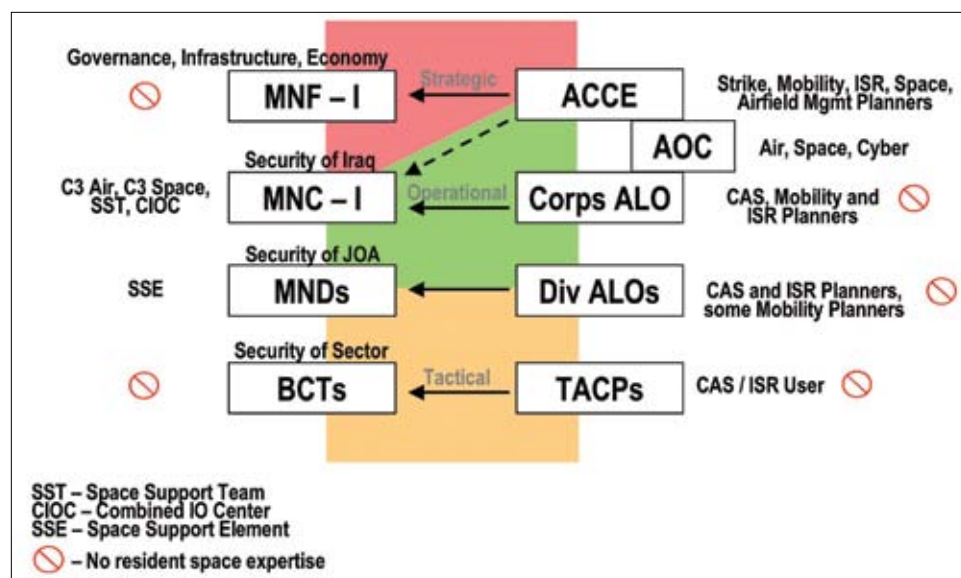 Governance, Infrastructure, Economy
MNF – I
Strategic
ACCE
Strike, Mobility, ISR, Space,
Airfield Mgmt Planners
AOC
Air, Space, Cyber
Security of Iraq
C3 Air, C3 Space,
SST, CIOC
MNC – I
Operational
Corps ALO
CAS, Mobility and
ISR Planners
Security of JOA
SSE
MNDs
Div ALOs
CAS and ISR Planners,
some Mobility Planners
Security of Sector
BCTs
Tactical
TACPs
CAS / ISR User
SST – Space Support Team
CIOC – Combined IO Center
SSE – Space Support Element
– No resident space expertise